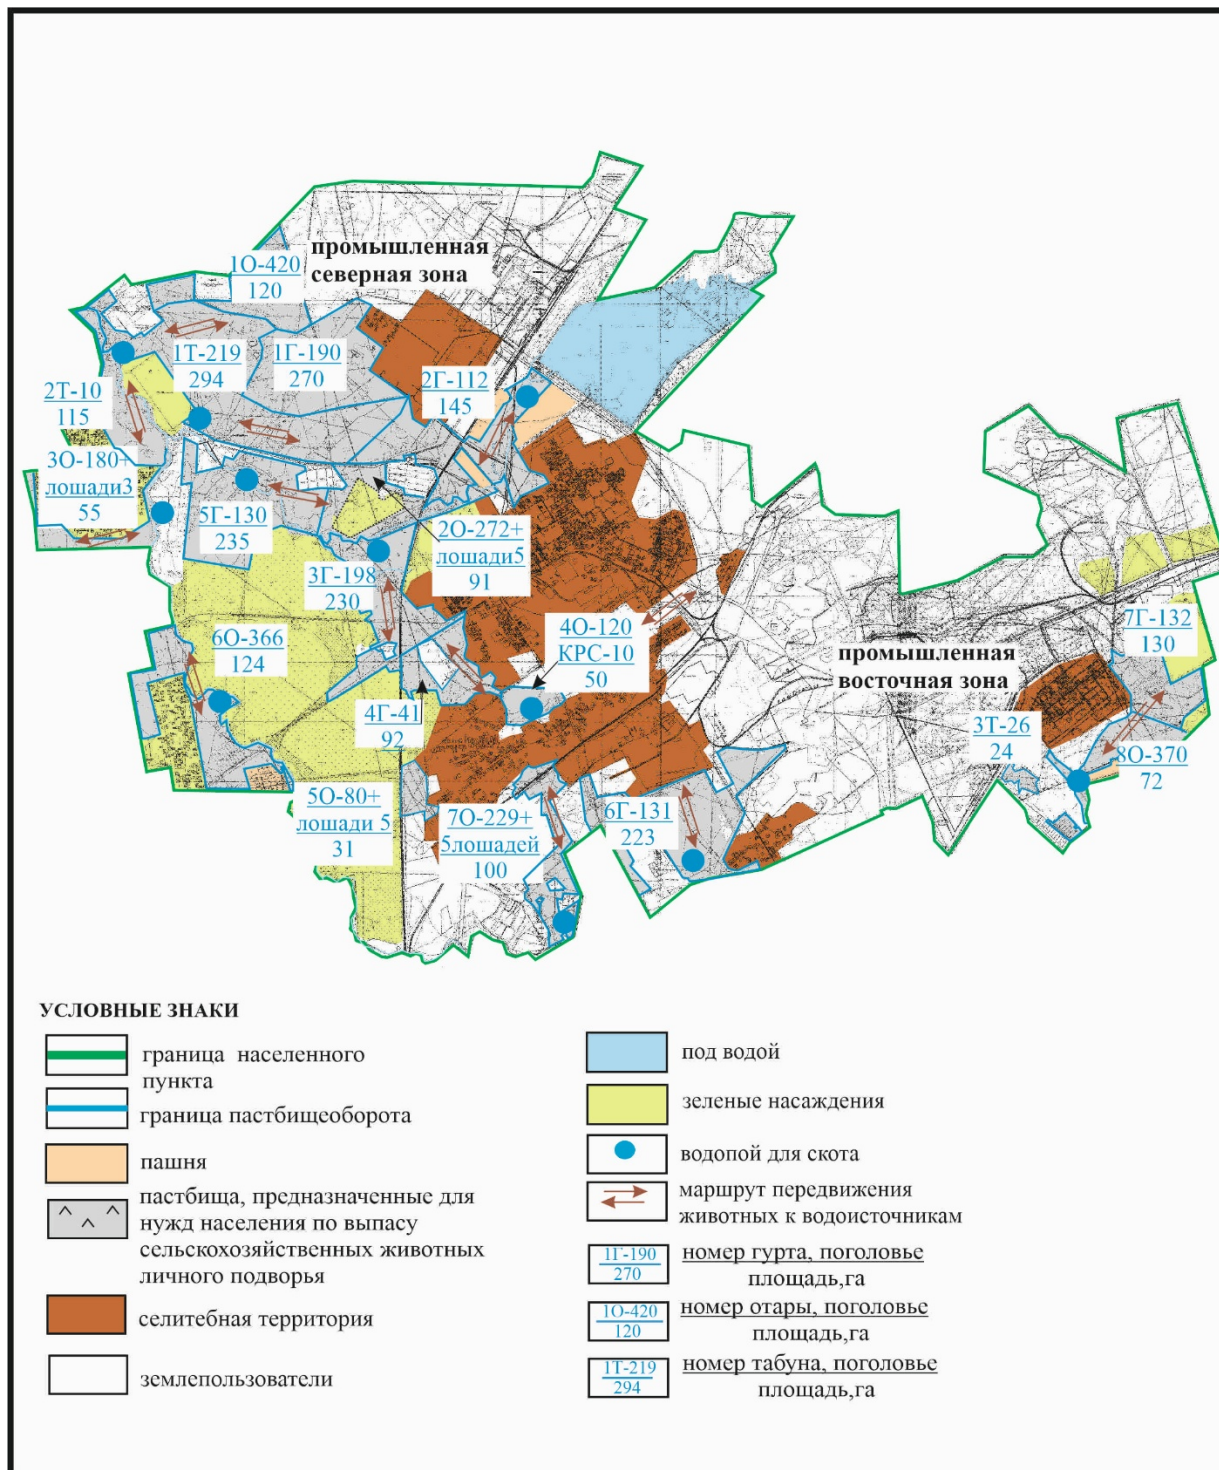 промышленная
северная зона
1О-420
120
1Т-219
294
1Г-190
270
2Т-10
115
2Г-112
145
3О-180+
лошади3
55
5Г-130
235
2О-272+
лошади5
91
3Г-198
230
6О-366
124
4О-120
КРС-10
50
7Г-132
130
промышленная
восточная зона
4Г-41
92
3Т-26
24
8О-370
72
5О-80+
лошади 5
31
7О-229+
5лошадей
100
6Г-131
223
УСЛОВНЫЕ ЗНАКИ
граница населенного
пункта
граница пастбищеоборота
пашня
пастбища, предназначенные для
нужд населения по выпасу
сельскохозяйственных животных
личного подворья
селитебная территория
землепользователи
под водой
зеленые насаждения
водопой для скота
маршрут передвижения
животных к водоисточникам
1Г-190
270
номер гурта, поголовье
площадь,га
1О-420
120
номер отары, поголовье
площадь,га
1Т-219
294
номер табуна, поголовье
площадь,га